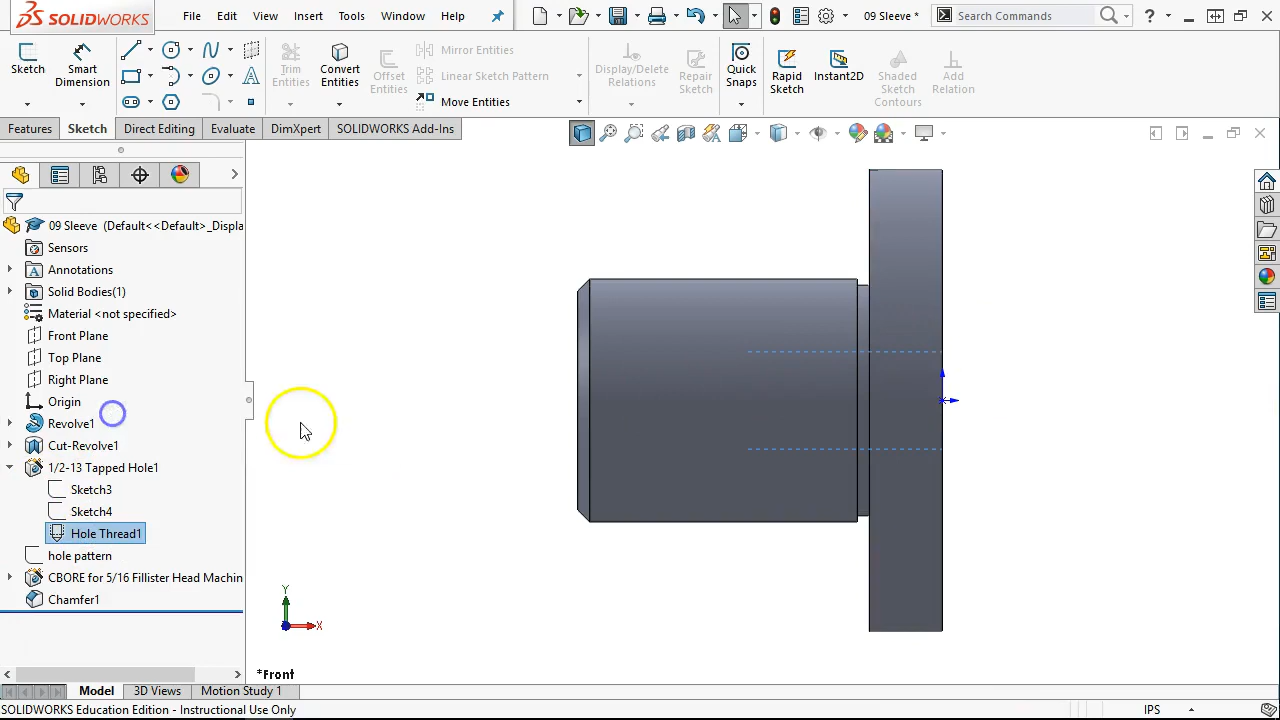 SOLIDWORKS File Edit View Insert Tools Window Help 09 Sleeve * Search Commands ?
Sketch Smart Dimension Trim Entities Convert Entities Offset Entities Mirror Entities Linear Sketch Pattern Move Entities Display/Delete Relations Repair Sketch Quick Snaps Rapid Sketch Instant2D Shaded Sketch Contours Add Relation
Features Sketch Direct Editing Evaluate DimXpert SOLIDWORKS Add-Ins
09 Sleeve (Default<<Default>_Displa
Sensors
Annotations
Solid Bodies(1)
Material <not specified>
Front Plane
Top Plane
Right Plane
Origin
Revolve1
Cut-Revolve1
1/2-13 Tapped Hole1
Sketch3
Sketch4
Hole Thread1
hole pattern
CBORE for 5/16 Fillister Head Machin
Chamfer1
Y
X
*Front
Model 3D Views Motion Study 1
SOLIDWORKS Education Edition - Instructional Use Only IPS